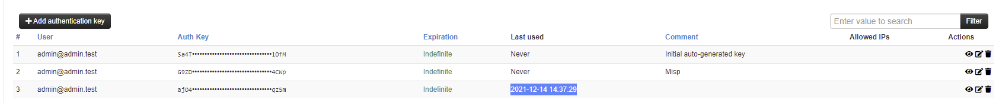 Add authentication key Enter value to search Filter
# User Auth Key Expiration Last used Comment Allowed IPs Actions
1 admin@admin.test Sa4T••••••••••••••••••••••••••••••••lOfM Indefinite Never Initial auto-generated key
2 admin@admin.test G9ZD••••••••••••••••••••••••••••••••4CWp Indefinite Never Misp
3 admin@admin.test ajO4••••••••••••••••••••••••••••••••qz5m Indefinite 2021-12-14 14:37:29